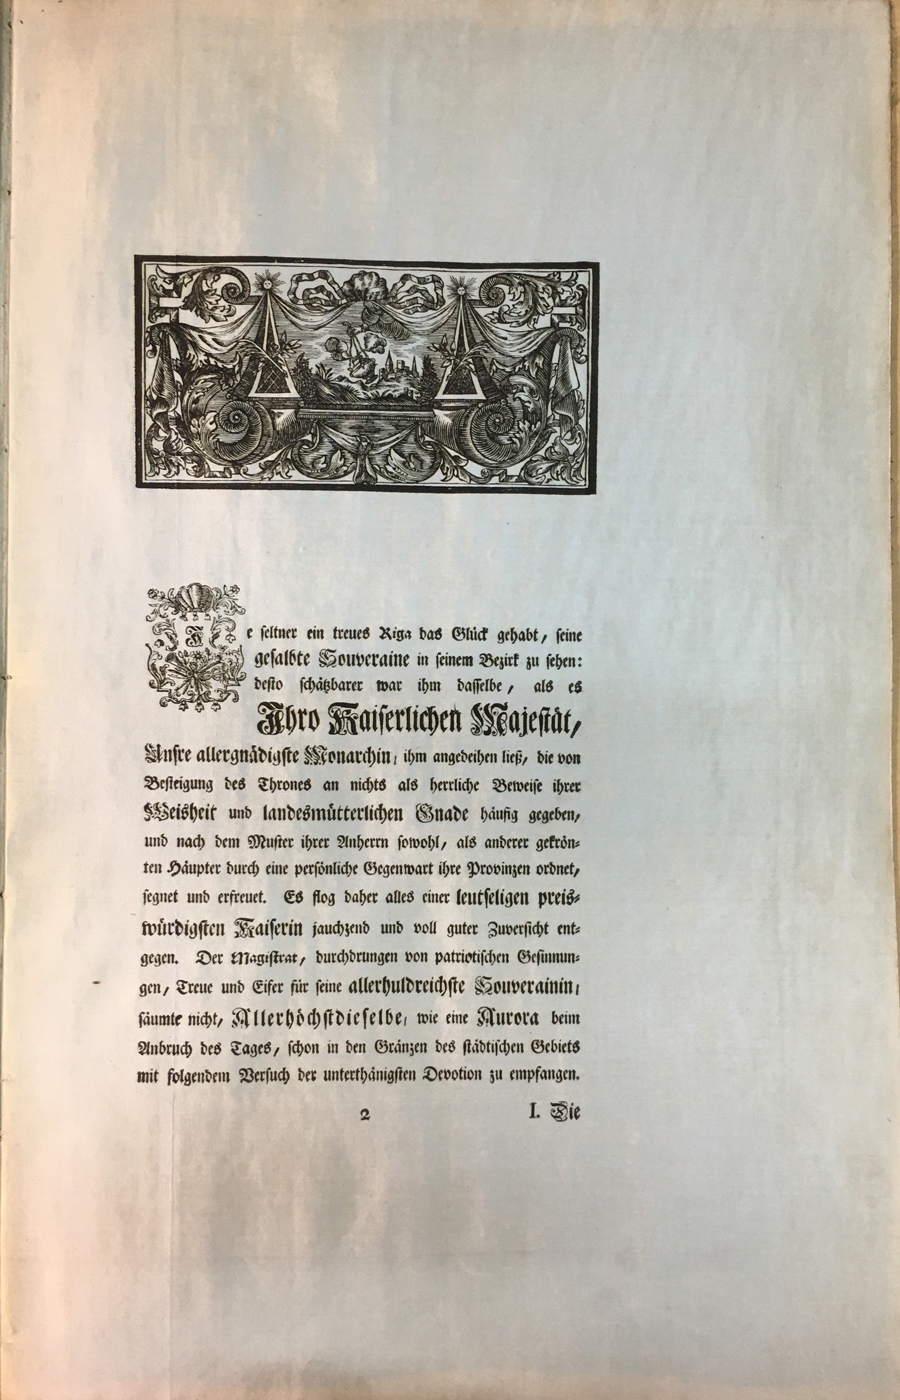 Je seltner ein treues Riga das Glück gehabt, seine
gesalbte Souveraine in seinem Bezirk zu sehen:
desto schätzbarer war ihm dasselbe, als es
Ihro Kaiserlichen Majestät,
Unsre allergnädigste Monarchin, ihm angedeihen ließ, die von
Besteigung des Thrones an nichts als herrliche Beweise ihrer
Weisheit und landesmütterlichen Gnade häufig gegeben,
und nach dem Muster ihrer Anherrn sowohl, als anderer gekrön-
ten Häupter durch eine persönliche Gegenwart ihre Provinzen ordnet,
segnet und erfreuet. Es flog daher alles einer leutseligen preis-
würdigsten Kaiserin jauchzend und voll guter Zuversicht ent-
gegen. Der Magistrat, durchdrungen von patriotischen Gesinnun-
gen, Treue und Eifer für seine allerhuldreichste Souverainin,
säumte nicht, Allerhöchstdieselbe, wie eine Aurora beim
Anbruch des Tages, schon in den Gränzen des städtischen Gebiets
mit folgendem Versuch der unterthänigsten Devotion zu empfangen.
2 I. Die